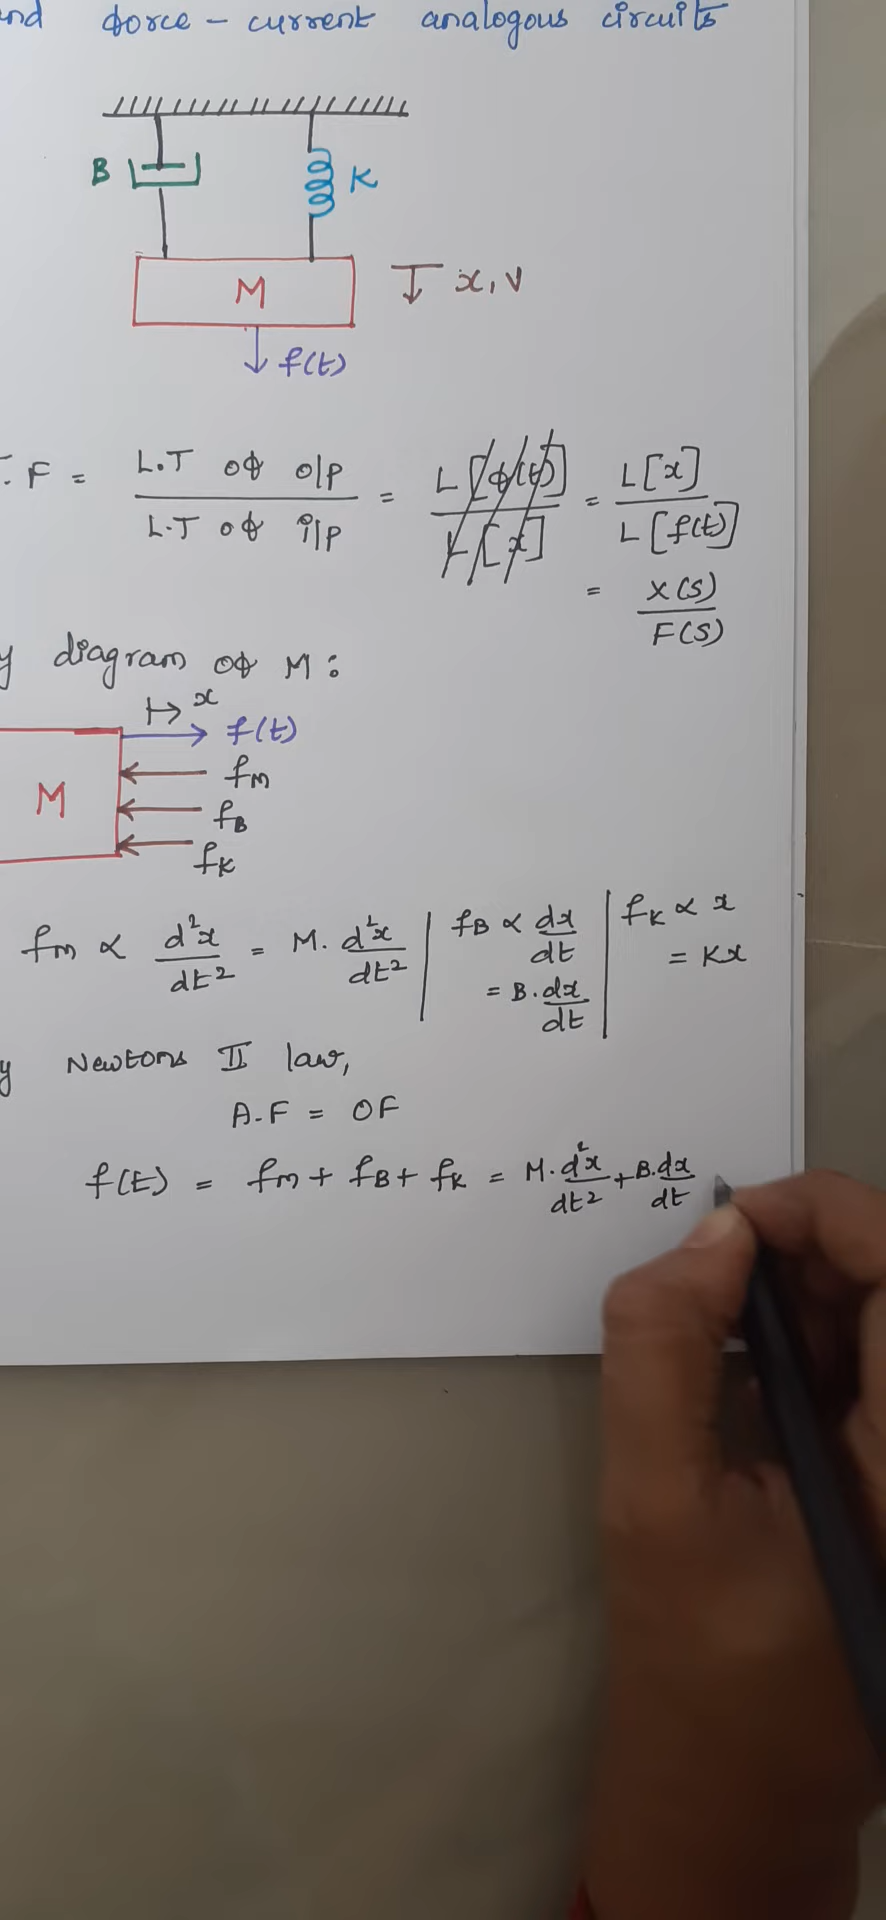 nd force - current analogous circuits
B K
M x, v
f(t)
. F = L.T of o/p / L.T of i/p = L[f(t)] / L[x] = L[x] / L[f(t)]
= X(s) / F(s)
y diagram of M :
x
f(t)
M
fM
fB
fK
fM ∝ d²x/dt² = M. d²x/dt² | fB ∝ dx/dt | fK ∝ x
= B. dx/dt = Kx
y Newtons II law,
A.F = OF
f(t) = fM + fB + fK = M. d²x/dt² + B. dx/dt